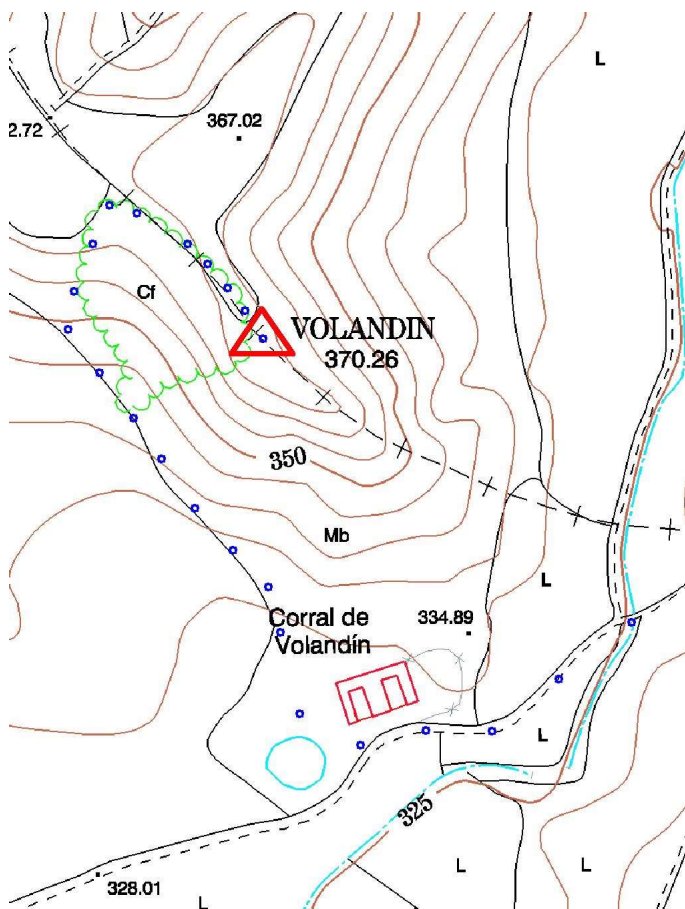 L
367.02
2.72
Cf
VOLANDIN
370.26
350
Mb
L
Corral de
Volandín
334.89
L
325
328.01
L
L
L